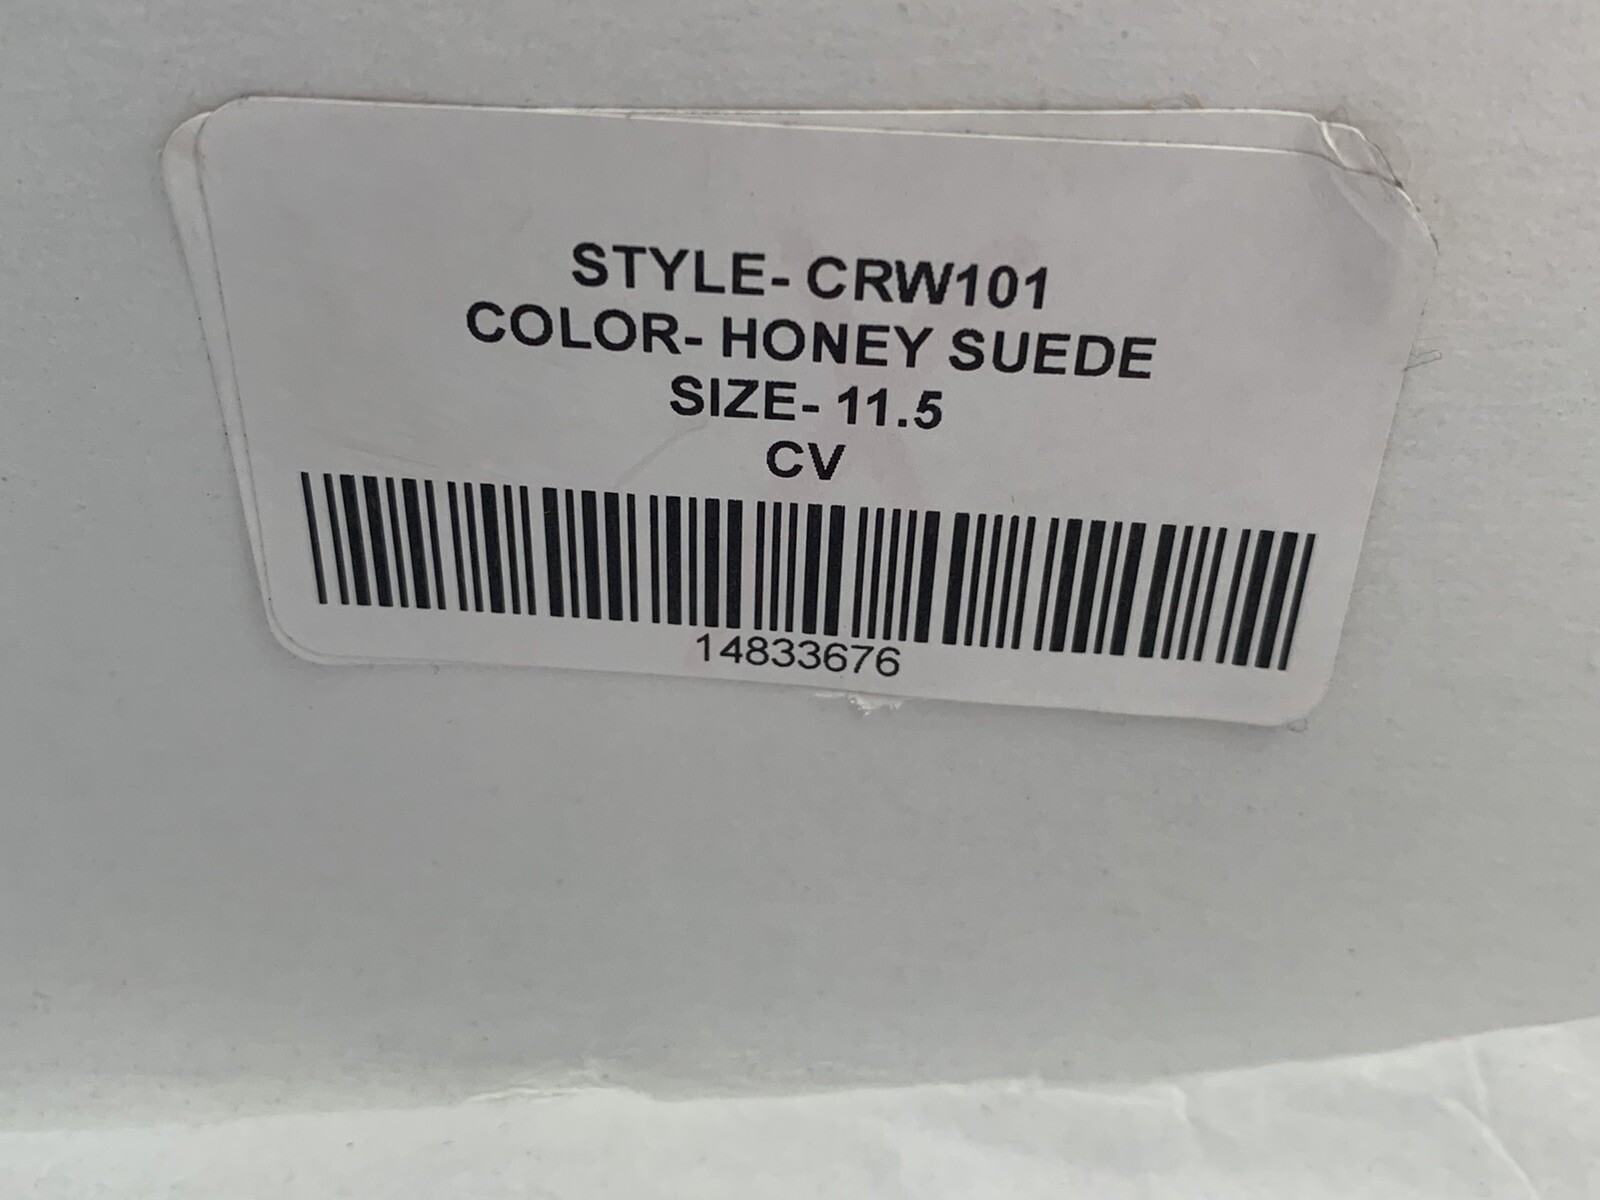 STYLE- CRW101
COLOR- HONEY SUEDE
SIZE- 11.5
CV
14833676